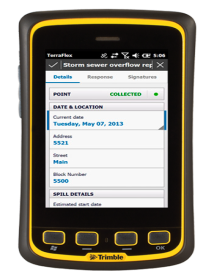 TerraFlex 5:06
Storm sewer overflow rep
Details Response Signatures
POINT COLLECTED
DATE & LOCATION
Current date
Tuesday, May 07, 2013
Address
5521
Street
Main
Block Number
5500
SPILL DETAILS
Estimated start date
OK
Trimble